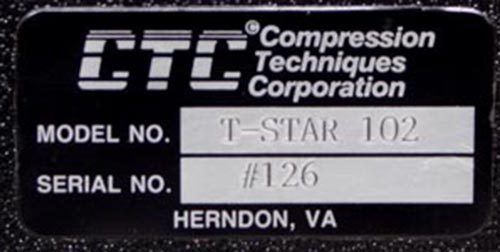 CTC © Compression
Techniques
Corporation
MODEL NO. T-STAR 102
SERIAL NO. #126
HERNDON, VA